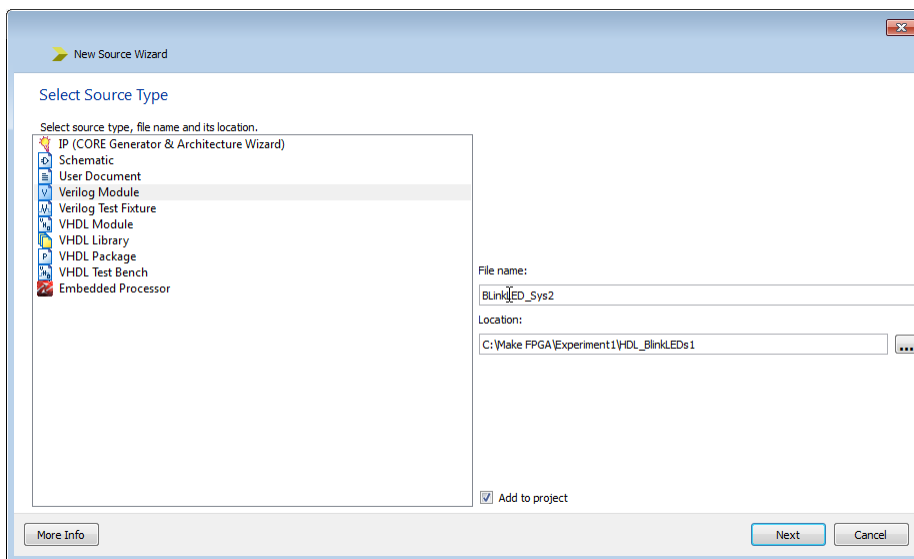 New Source Wizard
Select Source Type
Select source type, file name and its location.
IP (CORE Generator & Architecture Wizard)
Schematic
User Document
Verilog Module
Verilog Test Fixture
VHDL Module
VHDL Library
VHDL Package
VHDL Test Bench
Embedded Processor
File name:
BLinkLED_Sys2
Location:
C:\Make FPGA\Experiment1\HDL_BlinkLEDs1
...
Add to project
More Info
Next
Cancel